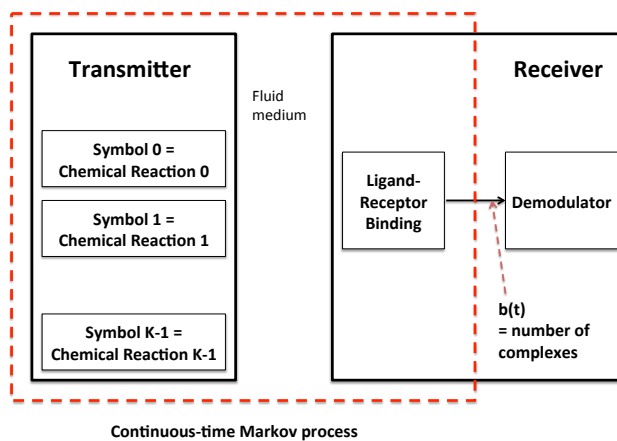 Transmitter
Symbol 0 =
Chemical Reaction 0
Symbol 1 =
Chemical Reaction 1
Symbol K-1 =
Chemical Reaction K-1
Fluid
medium
Receiver
Ligand-
Receptor
Binding
Demodulator
b(t)
= number of
complexes
Continuous-time Markov process